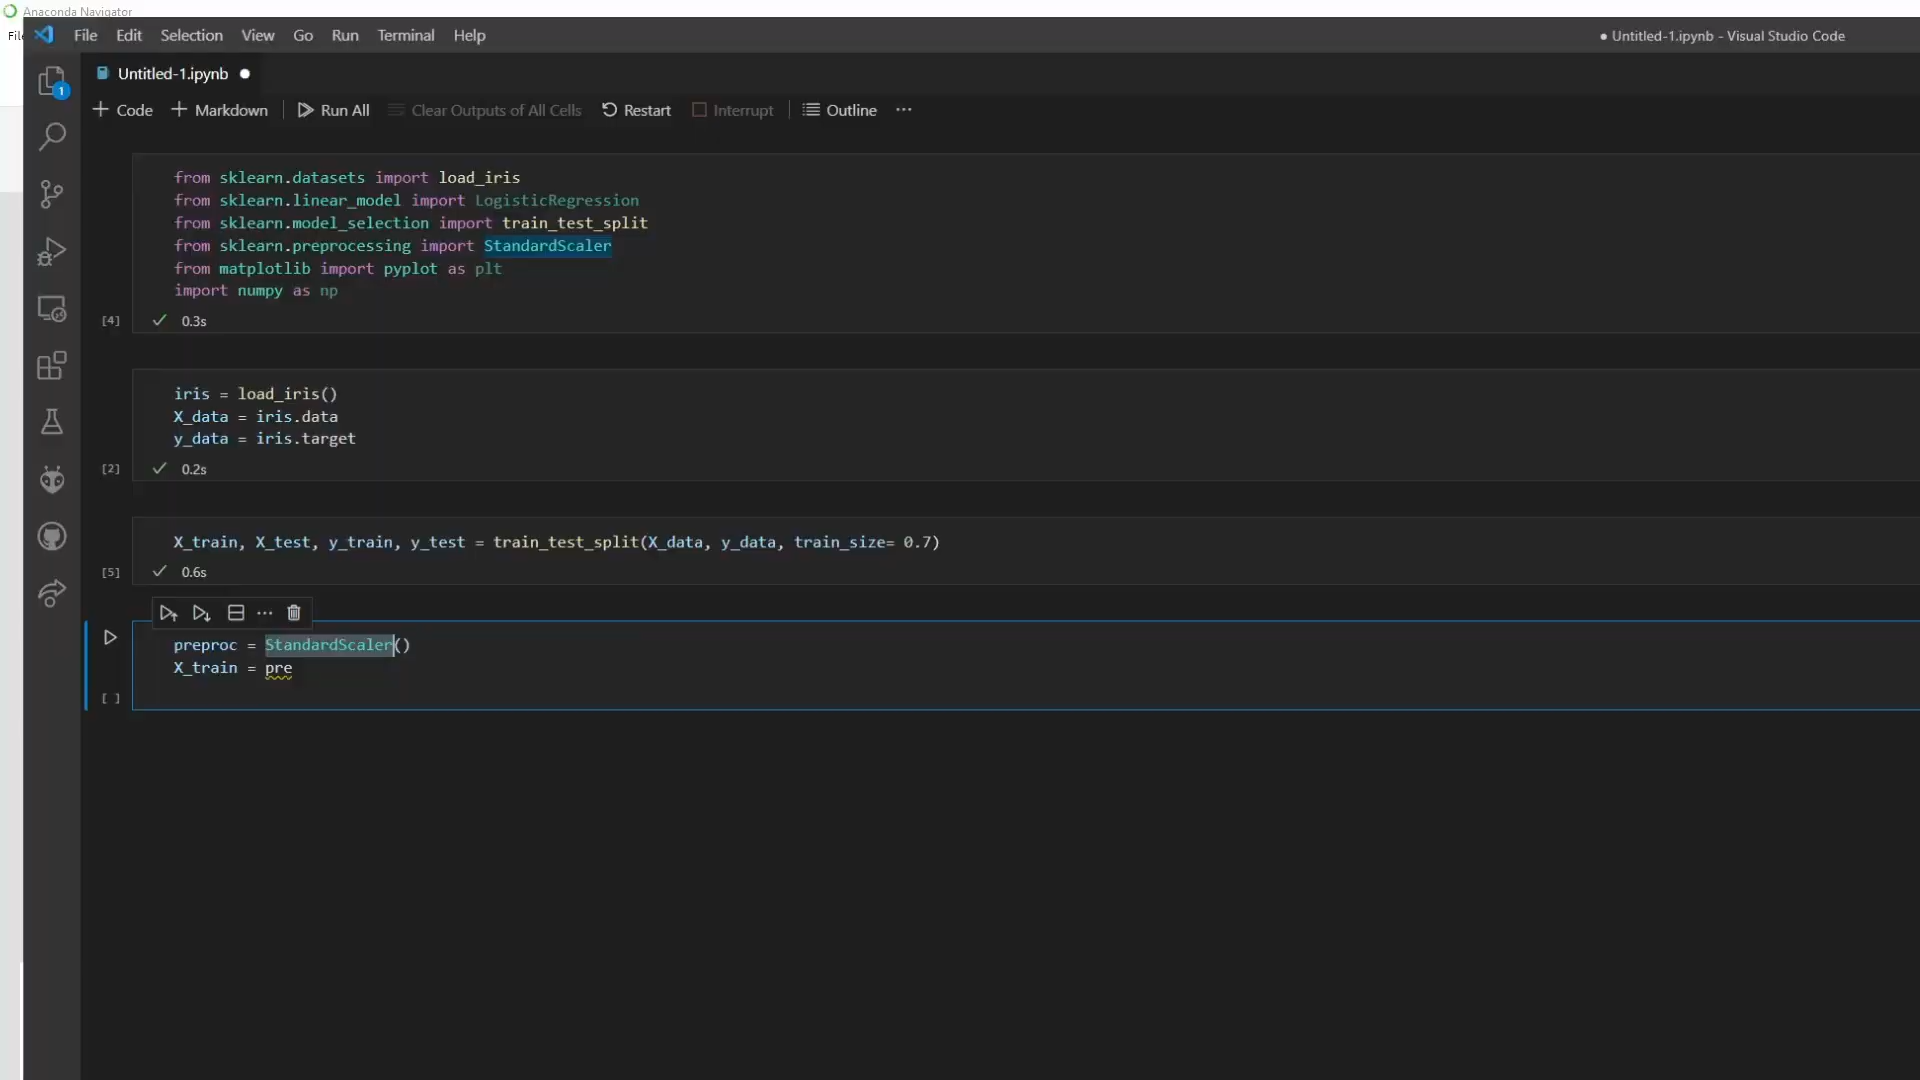 Anaconda Navigator
File
File Edit Selection View Go Run Terminal Help
● Untitled-1.ipynb - Visual Studio Code
Untitled-1.ipynb ●
1
+ Code + Markdown Run All Clear Outputs of All Cells Restart Interrupt Outline ···
from sklearn.datasets import load_iris
from sklearn.linear_model import LogisticRegression
from sklearn.model_selection import train_test_split
from sklearn.preprocessing import StandardScaler
from matplotlib import pyplot as plt
import numpy as np
[4] ✓ 0.3s
iris = load_iris()
X_data = iris.data
y_data = iris.target
[2] ✓ 0.2s
X_train, X_test, y_train, y_test = train_test_split(X_data, y_data, train_size= 0.7)
[5] ✓ 0.6s
preproc = StandardScaler()
X_train = pre
[ ]